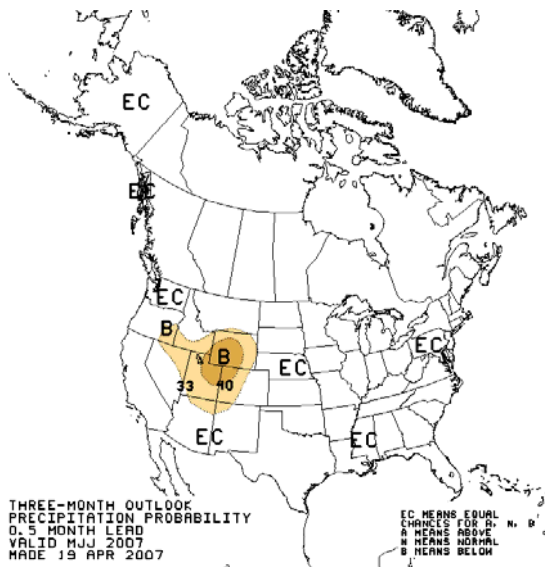 EC
EC
EC
B
B
EC
EC
33
40
EC
EC
THREE-MONTH OUTLOOK
PRECIPITATION PROBABILITY
0.5 MONTH LEAD
VALID MJJ 2007
MADE 19 APR 2007
EC MEANS EQUAL
CHANCES FOR A, N, B
A MEANS ABOVE
N MEANS NORMAL
B MEANS BELOW